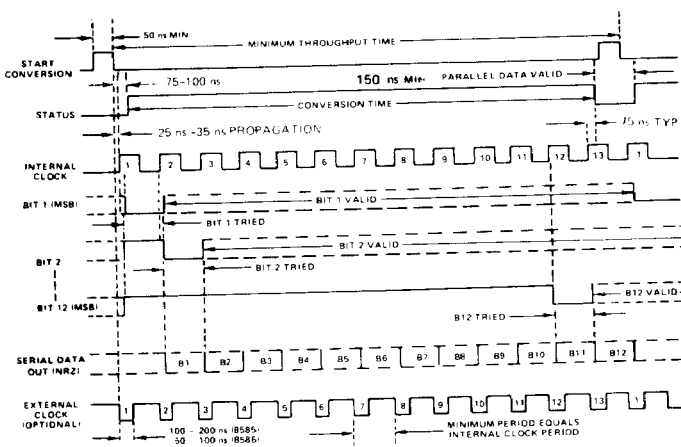 50 ns MIN
MINIMUM THROUGHPUT TIME
START CONVERSION
75-100 ns
150 ns Min
PARALLEL DATA VALID
STATUS
CONVERSION TIME
25 ns -35 ns PROPAGATION
75 ns TYP
INTERNAL CLOCK
1 2 3 4 5 6 7 8 9 10 11 12 13 1
BIT 1 (MSB)
BIT 1 VALID
BIT 1 TRIED
BIT 2
BIT 2 VALID
BIT 2 TRIED
BIT 12 (MSB)
B12 VALID
B12 TRIED
SERIAL DATA OUT (NRZ)
B1 B2 B3 B4 B5 B6 B7 B8 B9 B10 B11 B12
EXTERNAL CLOCK (OPTIONAL)
1 2 3 4 5 6 7 8 9 10 11 12 13 1
100 - 200 ns (8585)
50 - 100 ns (8586)
MINIMUM PERIOD EQUALS
INTERNAL CLOCK PERIOD